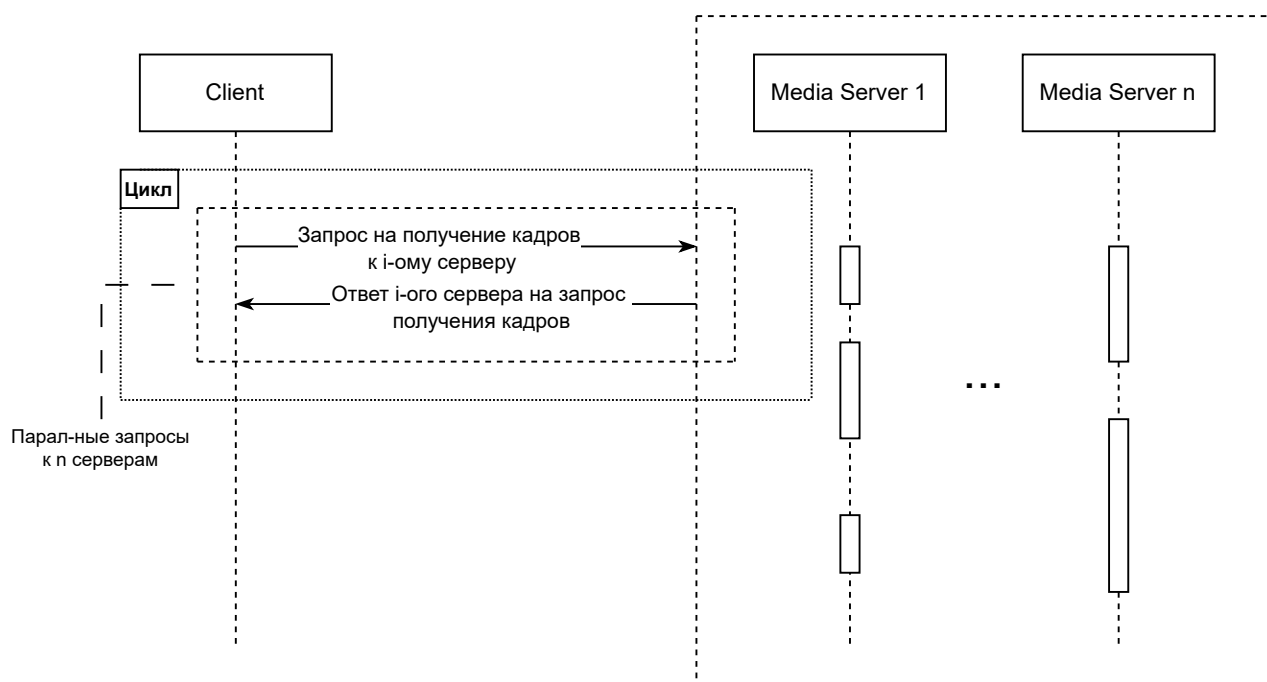 Client
Media Server 1
Media Server n
Цикл
Запрос на получение кадров
к i-ому серверу
Ответ i-ого сервера на запрос
получения кадров
...
Парал-ные запросы
к n серверам